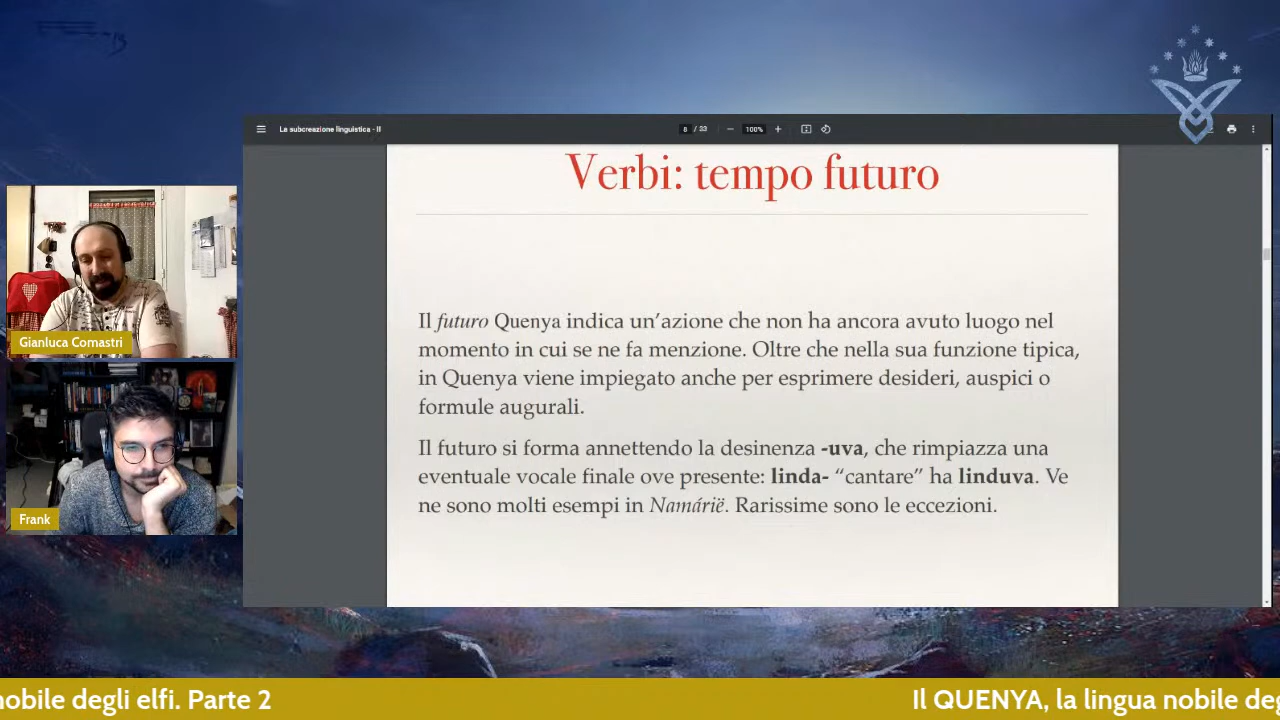 La subcreazione linguistica - II
8 / 33
100%
Verbi: tempo futuro
Il futuro Quenya indica un’azione che non ha ancora avuto luogo nel
momento in cui se ne fa menzione. Oltre che nella sua funzione tipica,
in Quenya viene impiegato anche per esprimere desideri, auspici o
formule augurali.
Il futuro si forma annettendo la desinenza -uva, che rimpiazza una
eventuale vocale finale ove presente: linda- “cantare” ha linduva. Ve
ne sono molti esempi in Namárië. Rarissime sono le eccezioni.
Gianluca Comastri
Frank
nobile degli elfi. Parte 2
Il QUENYA, la lingua nobile deg